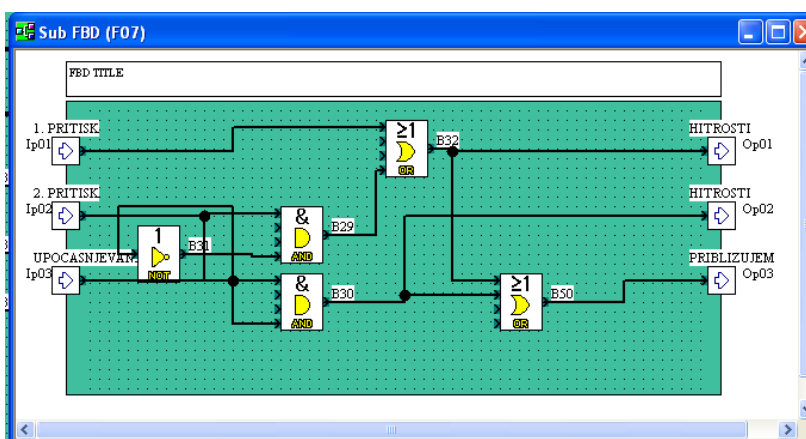 Sub FBD (F07)
FBD TITLE
1. PRITISK
Ip01
2. PRITISK
Ip02
UPOCASNJEVAN
Ip03
1
NOT
B31
&
AND
B29
&
AND
B30
≥1
OR
B32
≥1
OR
B50
HITROSTI
Op01
HITROSTI
Op02
PRIBLIZUJEM
Op03